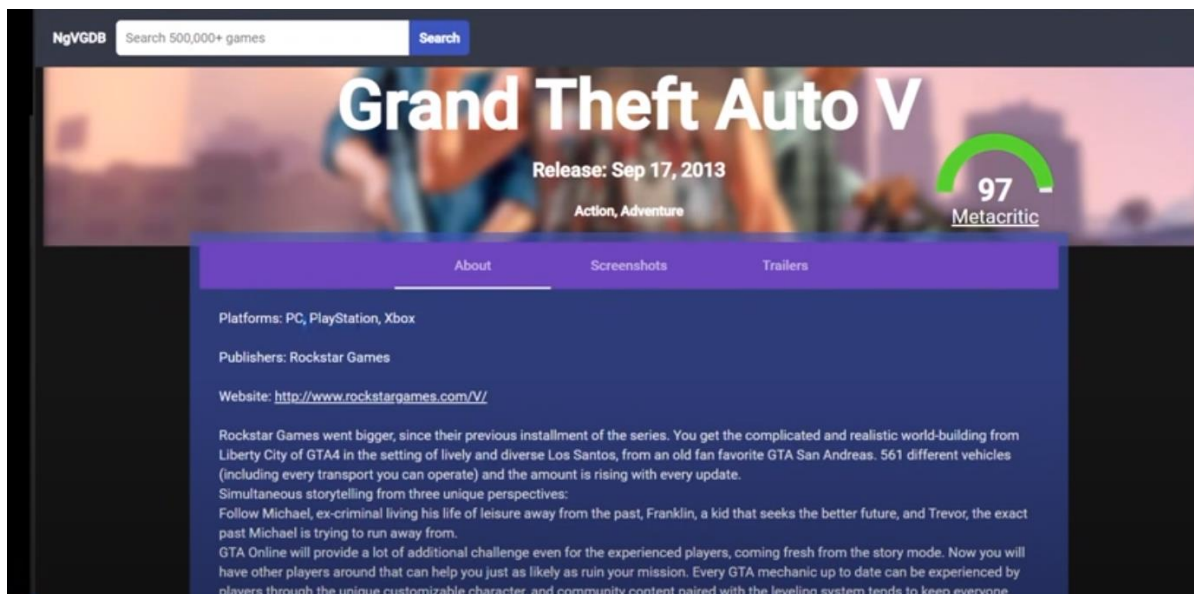 NgVGDB Search 500,000+ games Search
Grand Theft Auto V
Release: Sep 17, 2013
Action, Adventure
97
Metacritic
About Screenshots Trailers
Platforms: PC, PlayStation, Xbox
Publishers: Rockstar Games
Website: http://www.rockstargames.com/V/
Rockstar Games went bigger, since their previous installment of the series. You get the complicated and realistic world-building from
Liberty City of GTA4 in the setting of lively and diverse Los Santos, from an old fan favorite GTA San Andreas. 561 different vehicles
(including every transport you can operate) and the amount is rising with every update.
Simultaneous storytelling from three unique perspectives:
Follow Michael, ex-criminal living his life of leisure away from the past, Franklin, a kid that seeks the better future, and Trevor, the exact
past Michael is trying to run away from.
GTA Online will provide a lot of additional challenge even for the experienced players, coming fresh from the story mode. Now you will
have other players around that can help you just as likely as ruin your mission. Every GTA mechanic up to date can be experienced by
players through the unique customizable character, and community content paired with the leveling system tends to keep everyone